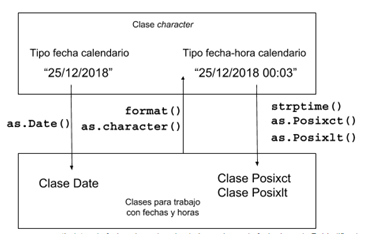 Clase character
Tipo fecha calendario
Tipo fecha-hora calendario
“25/12/2018”
“25/12/2018 00:03”
as.Date()
format()
as.character()
strptime()
as.Posixct()
as.Posixlt()
Clase Date
Clase Posixct
Clase Posixlt
Clases para trabajo
con fechas y horas